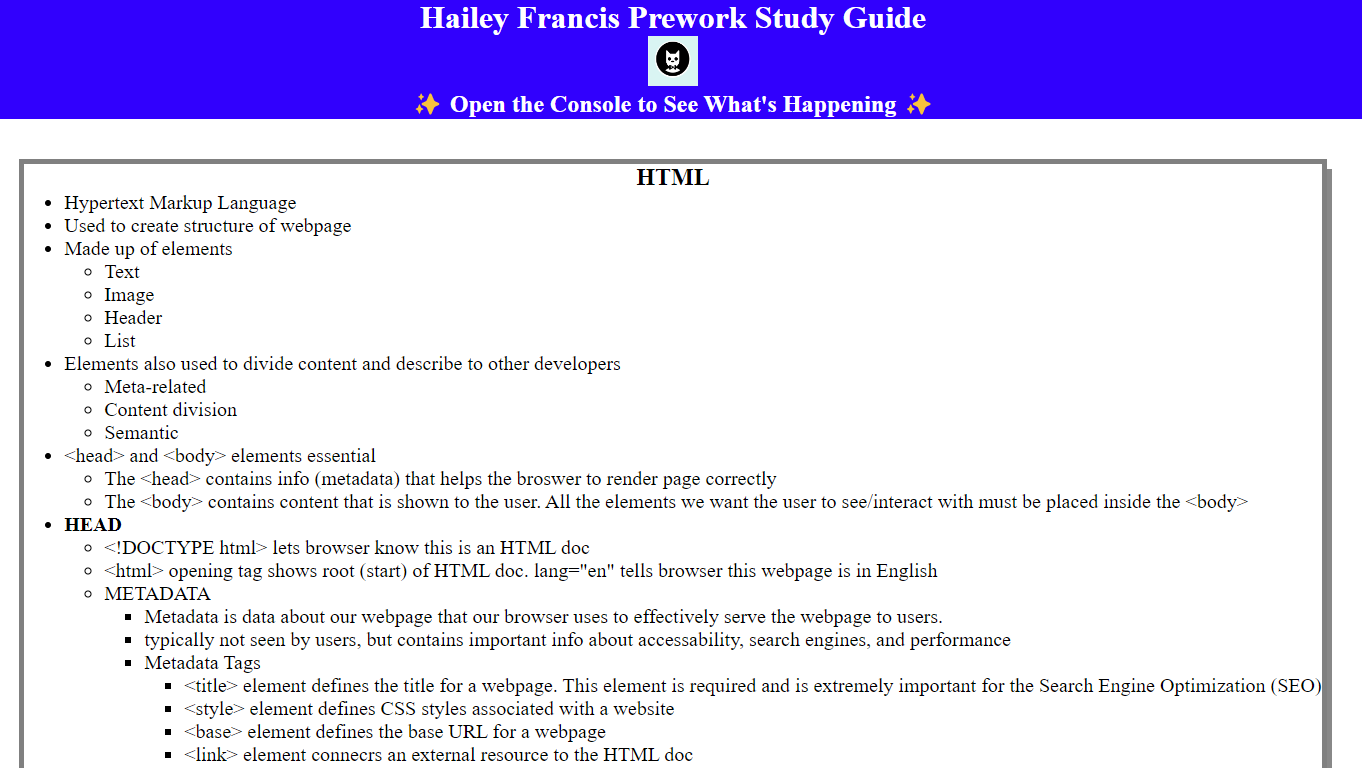 Hailey Francis Prework Study Guide
✨ Open the Console to See What's Happening ✨
HTML
Hypertext Markup Language
Used to create structure of webpage
Made up of elements
Text
Image
Header
List
Elements also used to divide content and describe to other developers
Meta-related
Content division
Semantic
<head> and <body> elements essential
The <head> contains info (metadata) that helps the broswer to render page correctly
The <body> contains content that is shown to the user. All the elements we want the user to see/interact with must be placed inside the <body>
HEAD
<!DOCTYPE html> lets browser know this is an HTML doc
<html> opening tag shows root (start) of HTML doc. lang="en" tells browser this webpage is in English
METADATA
Metadata is data about our webpage that our browser uses to effectively serve the webpage to users.
typically not seen by users, but contains important info about accessability, search engines, and performance
Metadata Tags
<title> element defines the title for a webpage. This element is required and is extremely important for the Search Engine Optimization (SEO)
<style> element defines CSS styles associated with a website
<base> element defines the base URL for a webpage
<link> element connecrs an external resource to the HTML doc